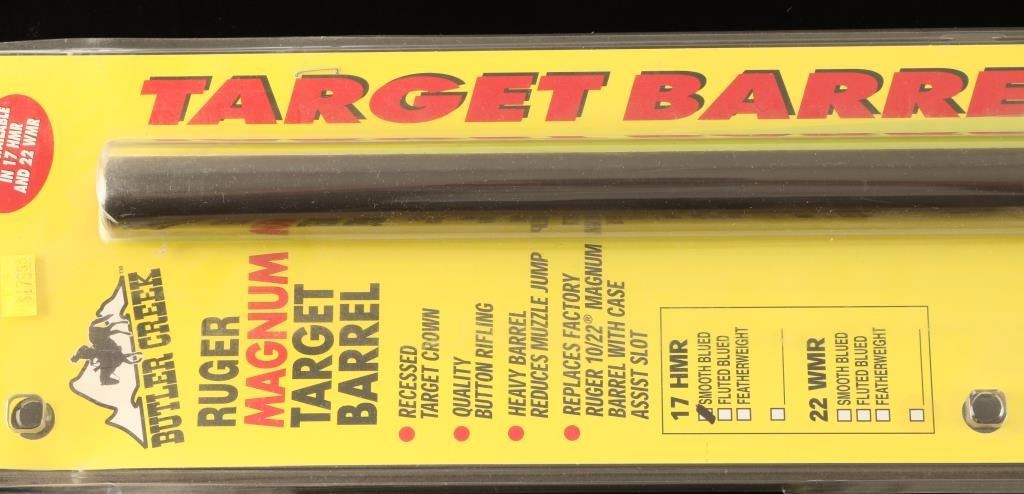 TARGET BARRE
IN 17 HMR
AND 22 WMR
BUTLER CREEK™
RUGER
MAGNUM
TARGET
BARREL
RECESSED
TARGET CROWN
QUALITY
BUTTON RIFLING
HEAVY BARREL
REDUCES MUZZLE JUMP
REPLACES FACTORY
RUGER 10/22® MAGNUM
BARREL WITH CASE
ASSIST SLOT
17 HMR
SMOOTH BLUED
FLUTED BLUED
FEATHERWEIGHT
22 WMR
SMOOTH BLUED
FLUTED BLUED
FEATHERWEIGHT